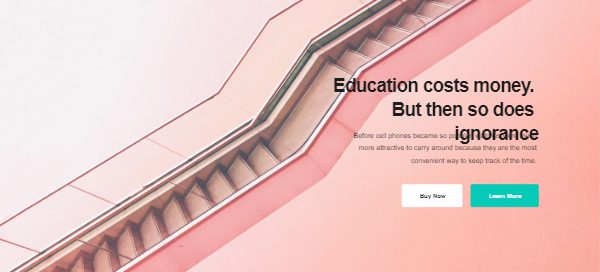 Education costs money.
But then so does
ignorance
Before cell phones became so
more attractive to carry around because they are the most
convenient way to keep track of the time.
Buy Now
Learn More